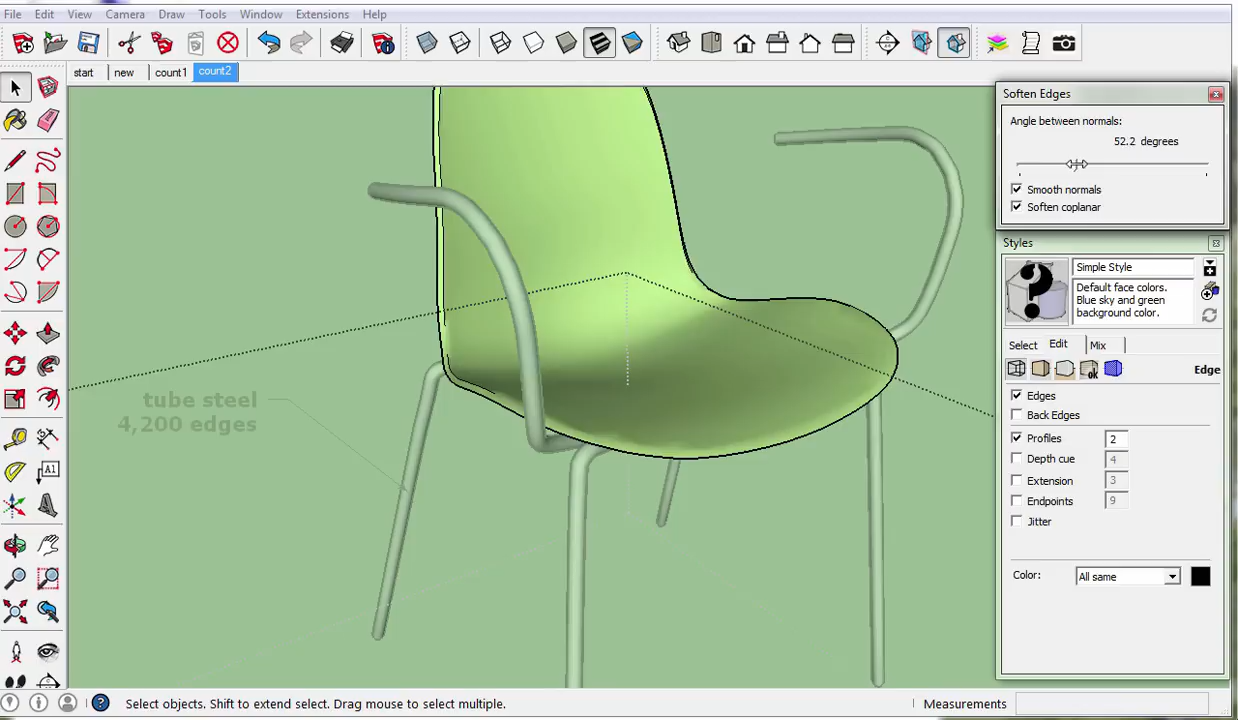 File Edit View Camera Draw Tools Window Extensions Help
start new count1 count2
Soften Edges
Angle between normals:
52.2 degrees
Smooth normals
Soften coplanar
Styles
Simple Style
Default face colors.
Blue sky and green
background color.
Select Edit Mix
ok
Edge
Edges
Back Edges
Profiles 2
Depth cue 4
Extension 3
Endpoints 9
Jitter
Color: All same
tube steel
4,200 edges
A1
Select objects. Shift to extend select. Drag mouse to select multiple.
Measurements